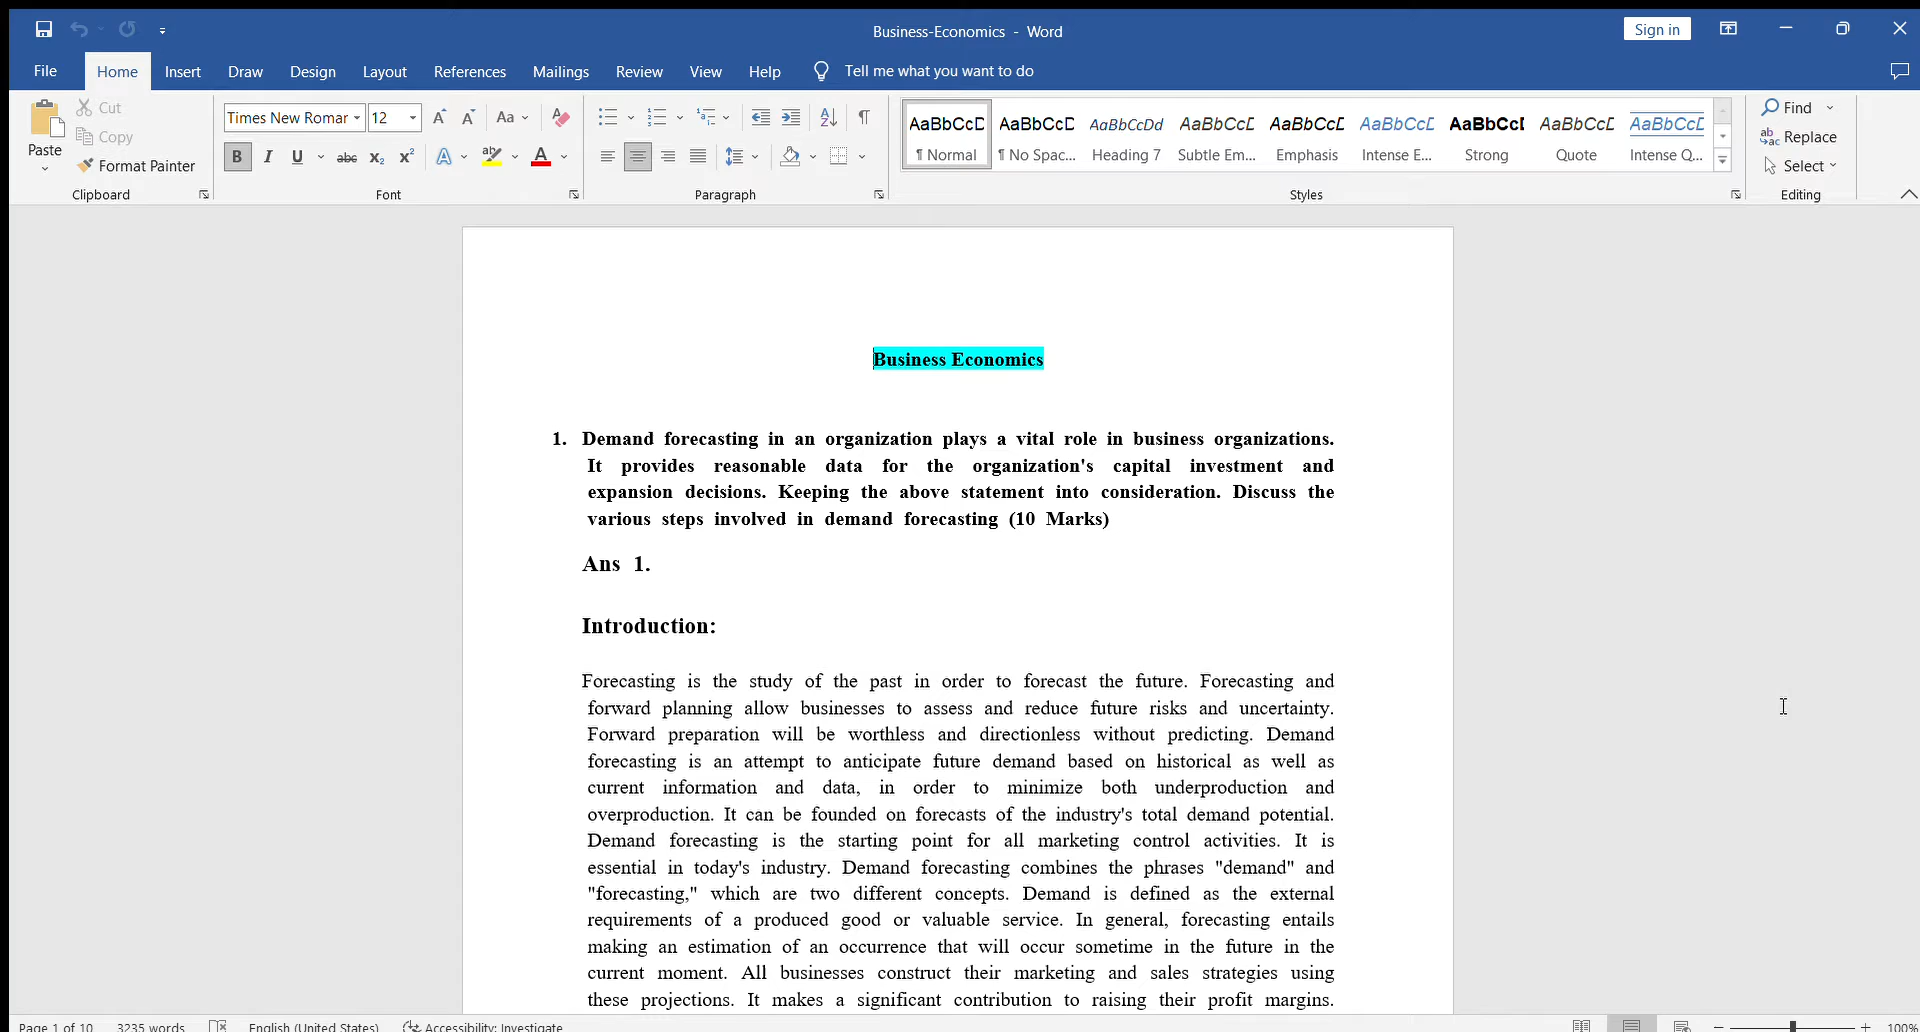 Business-Economics - Word
Sign in
File Home Insert Draw Design Layout References Mailings Review View Help Tell me what you want to do
Paste
Cut
Copy
Format Painter
Clipboard
Times New Romar 12
Aa
B I U abc x₂ x² A ab A
Font
Paragraph
AaBbCcD AaBbCcD AaBbCcDd AaBbCcD AaBbCcD AaBbCcD AaBbCcD AaBbCcD AaBbCcD
¶ Normal ¶ No Spac... Heading 7 Subtle Em... Emphasis Intense E... Strong Quote Intense Q...
Styles
Find
Replace
Select
Editing
Business Economics
1. Demand forecasting in an organization plays a vital role in business organizations.
It provides reasonable data for the organization's capital investment and
expansion decisions. Keeping the above statement into consideration. Discuss the
various steps involved in demand forecasting (10 Marks)
Ans 1.
Introduction:
Forecasting is the study of the past in order to forecast the future. Forecasting and
forward planning allow businesses to assess and reduce future risks and uncertainty.
Forward preparation will be worthless and directionless without predicting. Demand
forecasting is an attempt to anticipate future demand based on historical as well as
current information and data, in order to minimize both underproduction and
overproduction. It can be founded on forecasts of the industry's total demand potential.
Demand forecasting is the starting point for all marketing control activities. It is
essential in today's industry. Demand forecasting combines the phrases "demand" and
"forecasting," which are two different concepts. Demand is defined as the external
requirements of a produced good or valuable service. In general, forecasting entails
making an estimation of an occurrence that will occur sometime in the future in the
current moment. All businesses construct their marketing and sales strategies using
these projections. It makes a significant contribution to raising their profit margins.
Page 1 of 10 3235 words English (United States) Accessibility: Investigate 100%